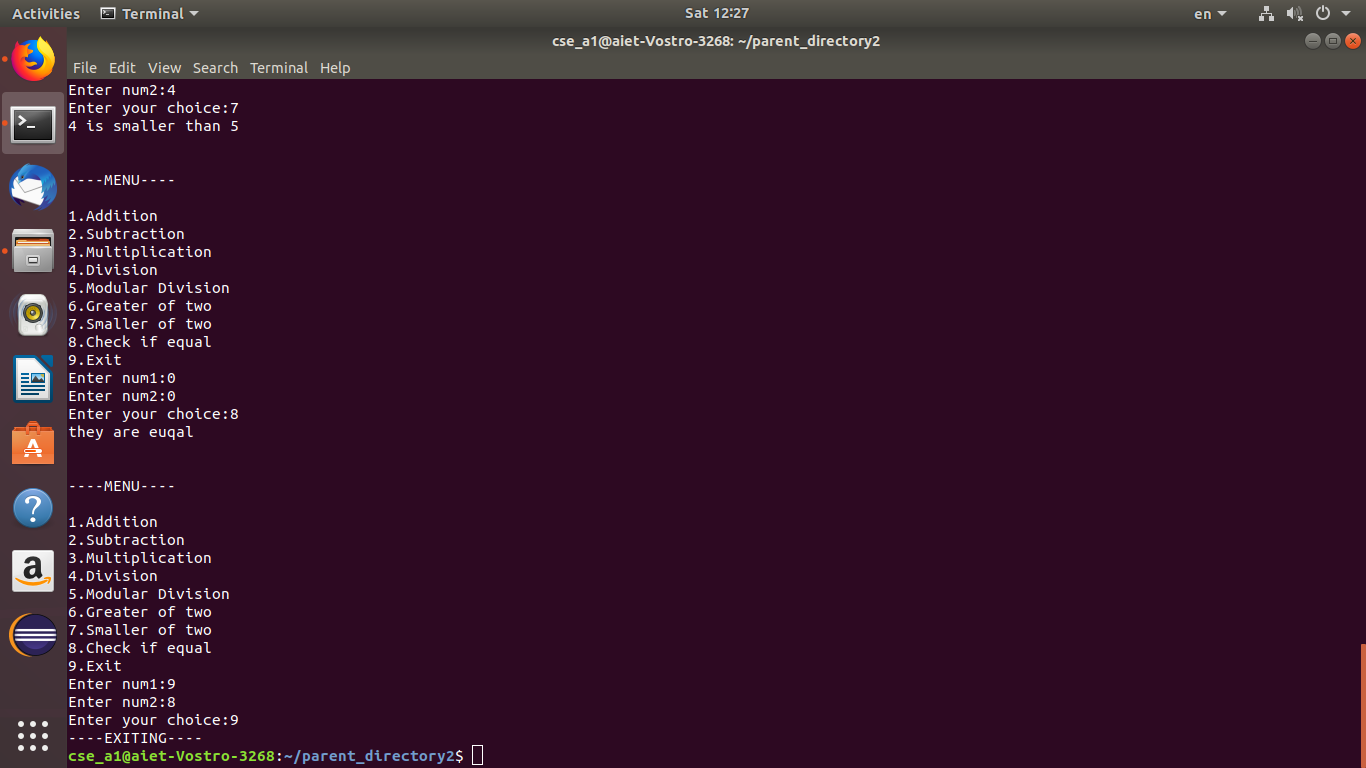 Activities Terminal Sat 12:27 en
cse_a1@aiet-Vostro-3268: ~/parent_directory2
File Edit View Search Terminal Help
Enter num2:4
Enter your choice:7
4 is smaller than 5
----MENU----
1.Addition
2.Subtraction
3.Multiplication
4.Division
5.Modular Division
6.Greater of two
7.Smaller of two
8.Check if equal
9.Exit
Enter num1:0
Enter num2:0
Enter your choice:8
they are euqal
----MENU----
1.Addition
2.Subtraction
3.Multiplication
4.Division
5.Modular Division
6.Greater of two
7.Smaller of two
8.Check if equal
9.Exit
Enter num1:9
Enter num2:8
Enter your choice:9
----EXITING----
cse_a1@aiet-Vostro-3268:~/parent_directory2$